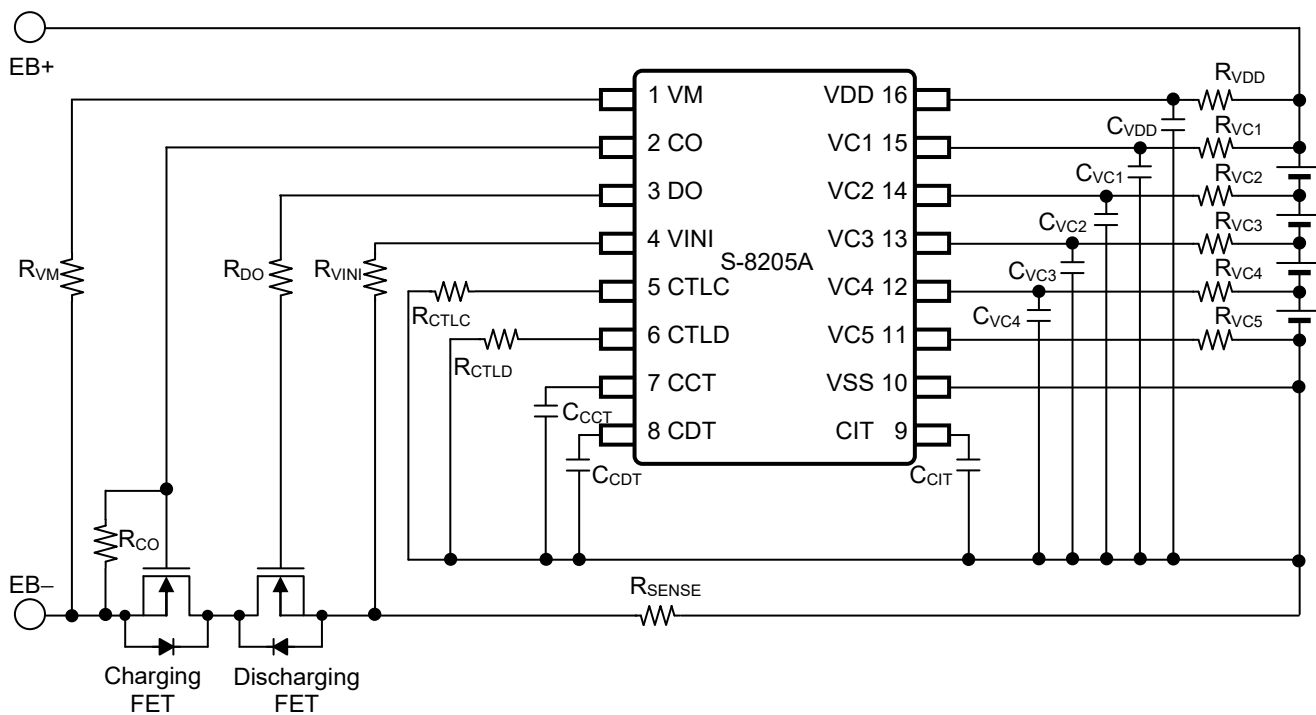 EB+
1 VM
2 CO
3 DO
4 VINI
5 CTLC
6 CTLD
7 CCT
8 CDT
S-8205A
VDD 16
VC1 15
VC2 14
VC3 13
VC4 12
VC5 11
VSS 10
CIT 9
RVDD
RVC1
RVC2
RVC3
RVC4
RVC5
CVDD
CVC1
CVC2
CVC3
CVC4
RVM
RDO
RVINI
RCTLC
RCTLD
CCCT
CCDT
CCIT
RCO
EB–
RSENSE
Charging
FET
Discharging
FET